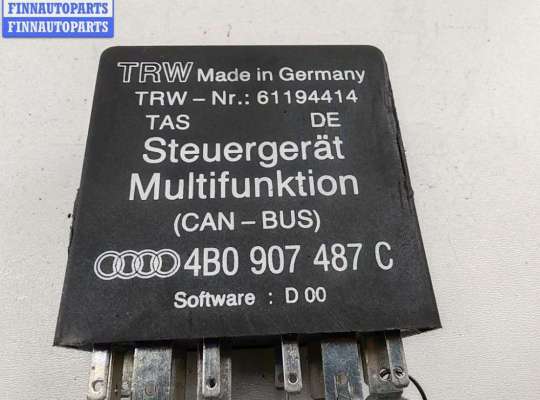 FINNAUTOPARTS
FINNAUTOPARTS
FINNAUTOPARTS
TRW Made in Germany
TRW – Nr.: 61194414
TAS DE
Steuergerät
Multifunktion
(CAN – BUS)
4B0 907 487 C
Software : D 00